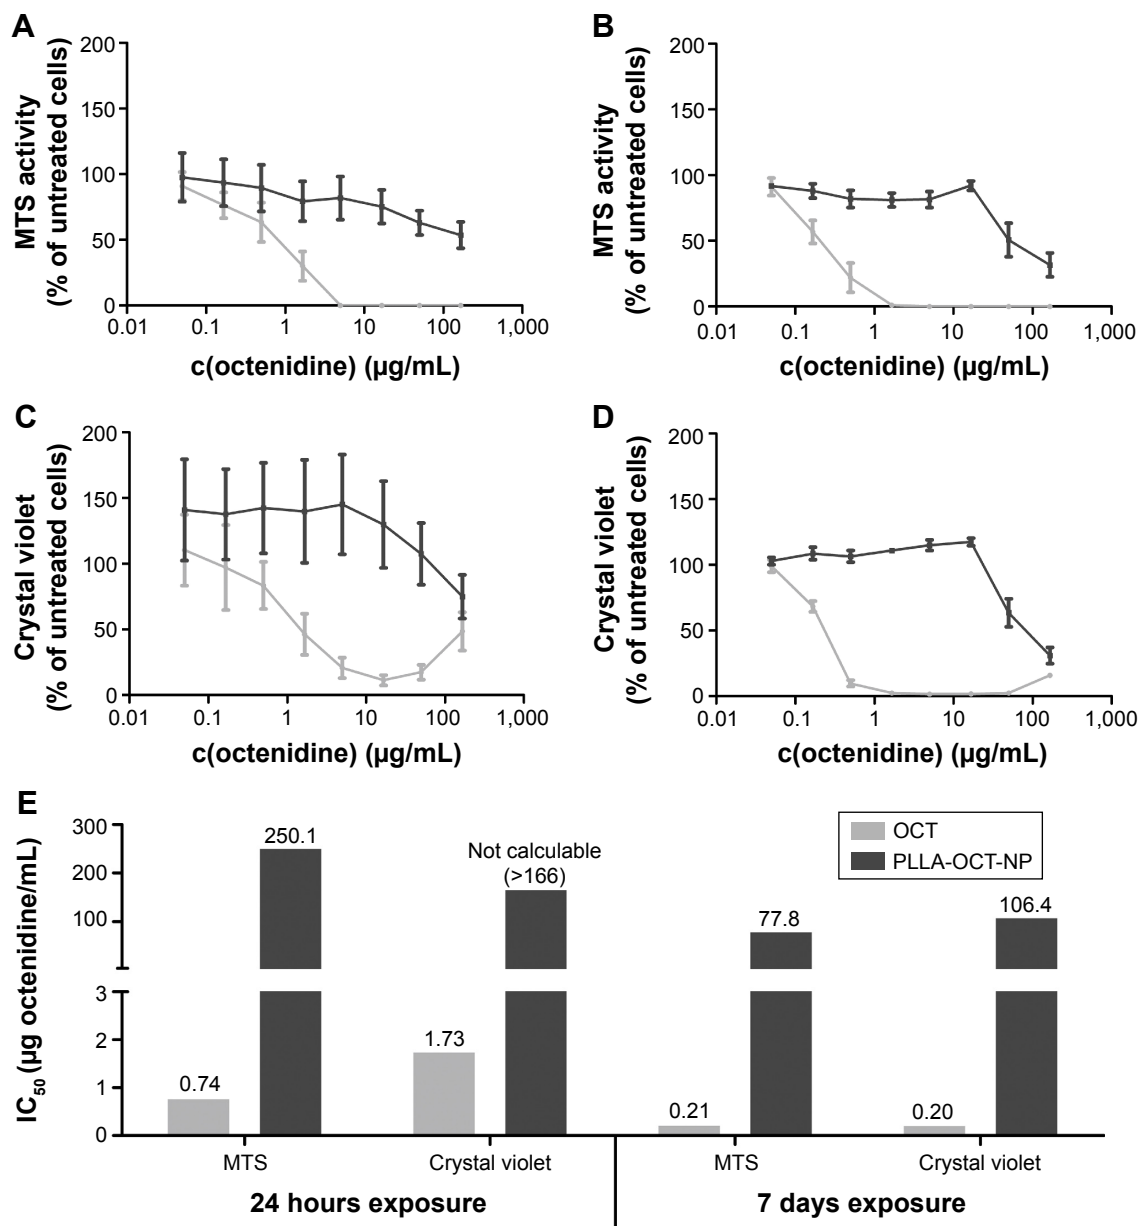 A
MTS activity
(% of untreated cells)
200
150
100
50
0
0.01
0.1
1
10
100
1,000
c(octenidine) (µg/mL)
B
MTS activity
(% of untreated cells)
200
150
100
50
0
0.01
0.1
1
10
100
1,000
c(octenidine) (µg/mL)
C
Crystal violet
(% of untreated cells)
200
150
100
50
0
0.01
0.1
1
10
100
1,000
c(octenidine) (µg/mL)
D
Crystal violet
(% of untreated cells)
200
150
100
50
0
0.01
0.1
1
10
100
1,000
c(octenidine) (µg/mL)
E
IC50 (µg octenidine/mL)
300
200
100
3
2
1
0
0.74
250.1
1.73
Not calculable
(>166)
0.21
77.8
0.20
106.4
OCT
PLLA-OCT-NP
MTS
Crystal violet
MTS
Crystal violet
24 hours exposure
7 days exposure